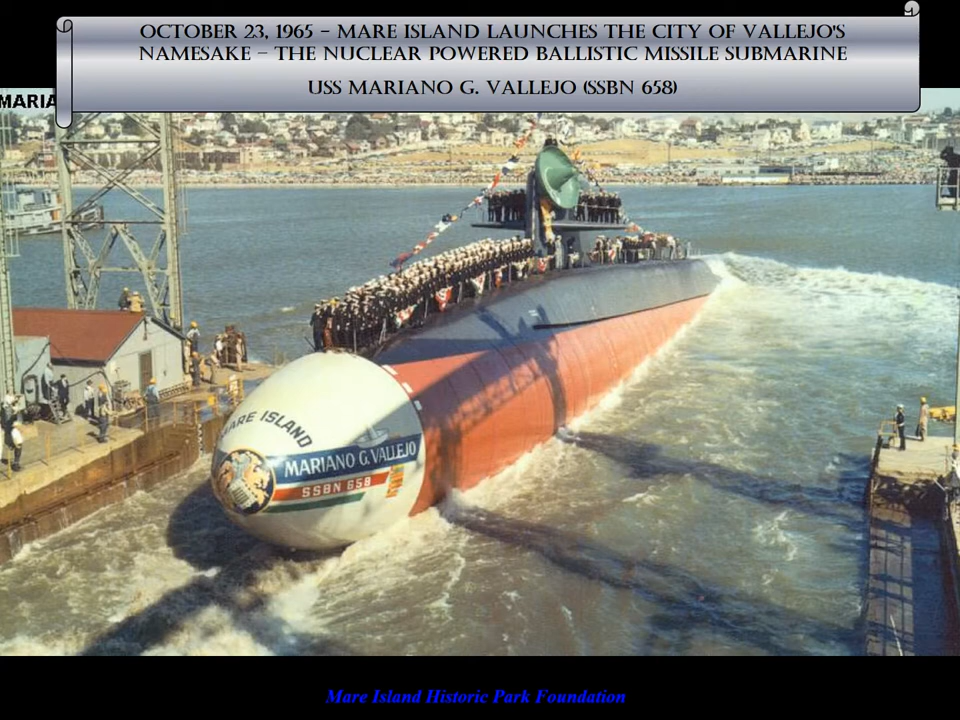 OCTOBER 23, 1965 – MARE ISLAND LAUNCHES THE CITY OF VALLEJO'S
NAMESAKE – THE NUCLEAR POWERED BALLISTIC MISSILE SUBMARINE
USS MARIANO G. VALLEJO (SSBN 658)
MARIA
MARE ISLAND
MARIANO G. VALLEJO
SSBN 658
Mare Island Historic Park Foundation